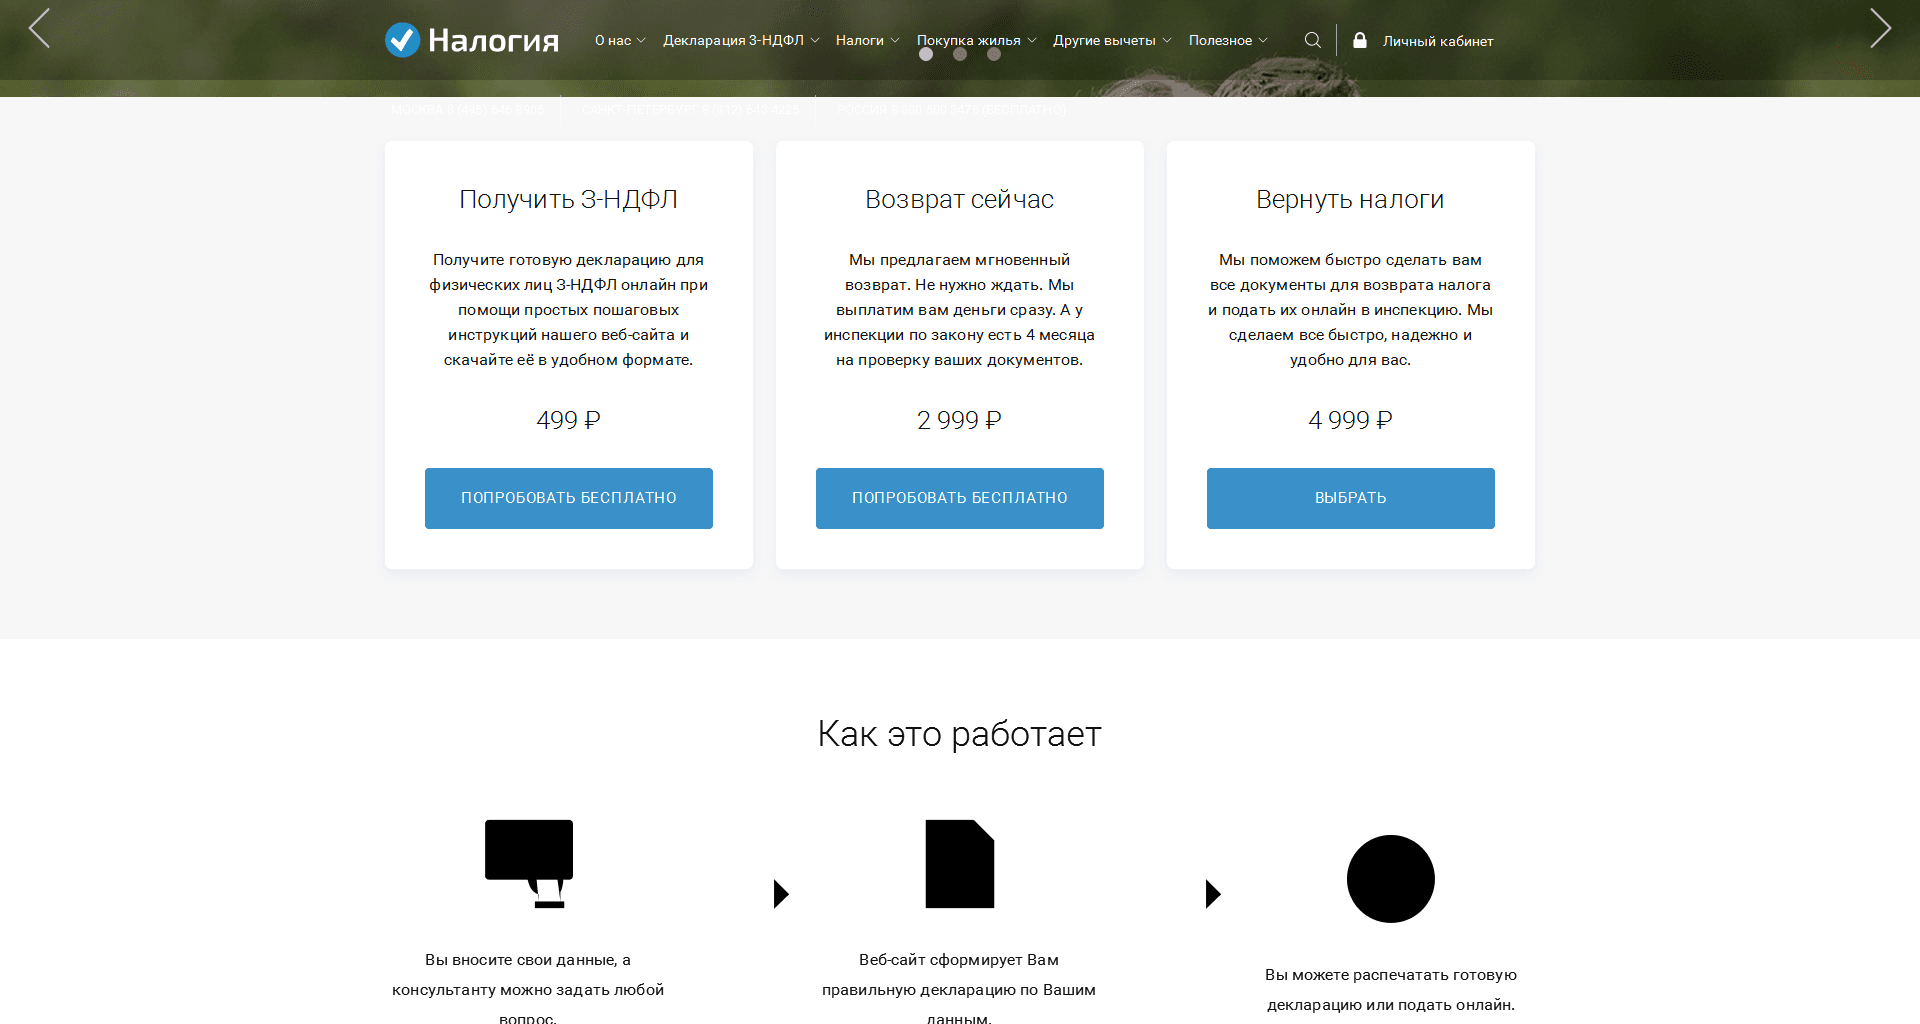 Налогия
О нас
Декларация 3-НДФЛ
Налоги
Покупка жилья
Другие вычеты
Полезное
Личный кабинет
Получить 3-НДФЛ
Получите готовую декларацию для
физических лиц 3-НДФЛ онлайн при
помощи простых пошаговых
инструкций нашего веб-сайта и
скачайте её в удобном формате.
499 ₽
ПОПРОБОВАТЬ БЕСПЛАТНО
Возврат сейчас
Мы предлагаем мгновенный
возврат. Не нужно ждать. Мы
выплатим вам деньги сразу. А у
инспекции по закону есть 4 месяца
на проверку ваших документов.
2 999 ₽
ПОПРОБОВАТЬ БЕСПЛАТНО
Вернуть налоги
Мы поможем быстро сделать вам
все документы для возврата налога
и подать их онлайн в инспекцию. Мы
сделаем все быстро, надежно и
удобно для вас.
4 999 ₽
ВЫБРАТЬ
Как это работает
Вы вносите свои данные, а
консультанту можно задать любой
вопрос.
Веб-сайт сформирует Вам
правильную декларацию по Вашим
данным.
Вы можете распечатать готовую
декларацию или подать онлайн.